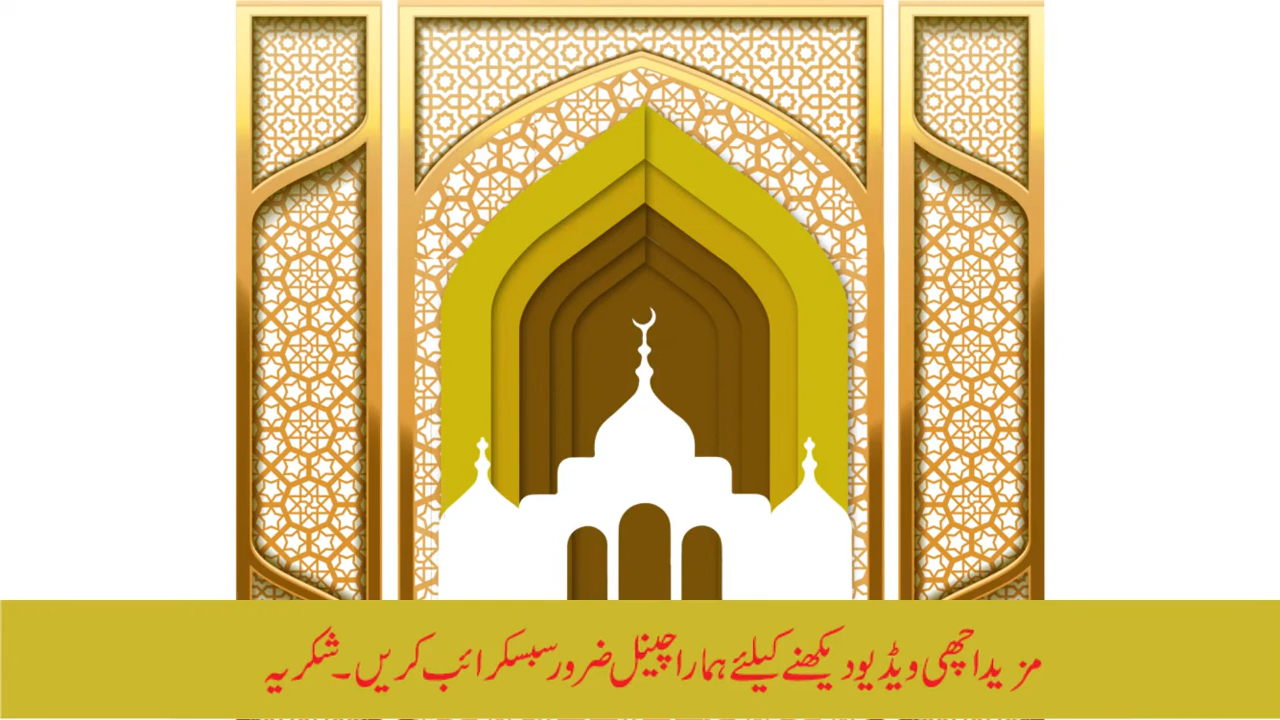 مزید اچھی ویڈیو دیکھنے کیلئے ہمارا چینل ضرور سبسکرائب کریں۔ شکریہ